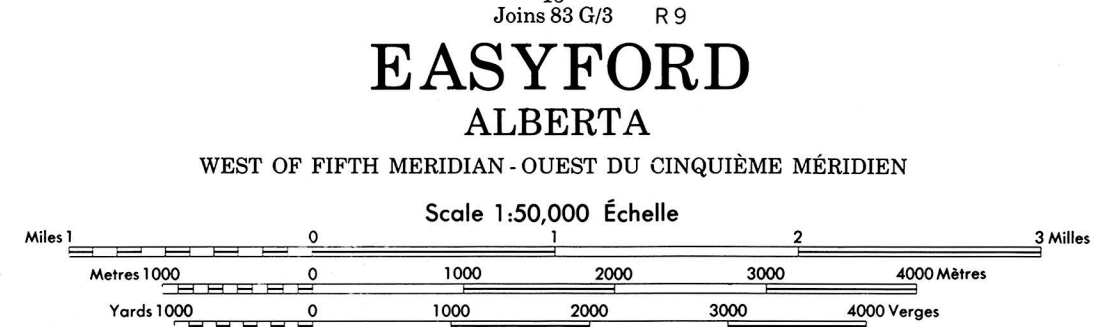 Joins 83 G/3 R 9
EASYFORD
ALBERTA
WEST OF FIFTH MERIDIAN - OUEST DU CINQUIÈME MÉRIDIEN
Scale 1:50,000 Échelle
Miles 1 0 1 2 3 Milles
Metres 1000 0 1000 2000 3000 4000 Mètres
Yards 1000 0 1000 2000 3000 4000 Verges